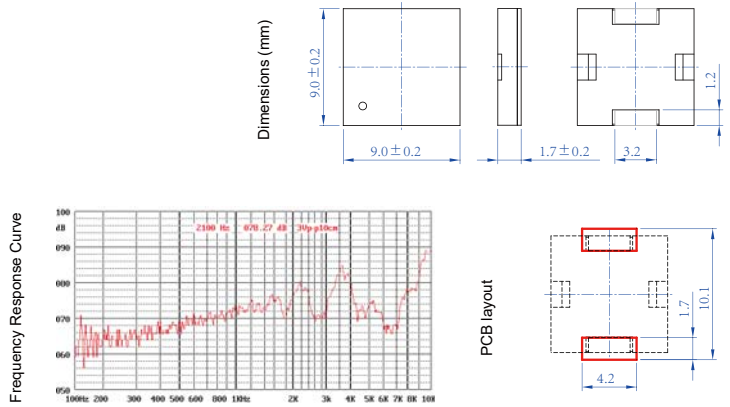 Dimensions (mm)
9.0±0.2
9.0±0.2
1.7±0.2
3.2
1.2
Frequency Response Curve
100
dB
090
080
070
060
050
2100 Hz 078.27 dB 3Vp-p10cm
100Hz 200 300 400 500 600 800 1KHz 2K 3k 4K 5K 6K 7K 8K 10K
PCB layout
4.2
1.7
10.1